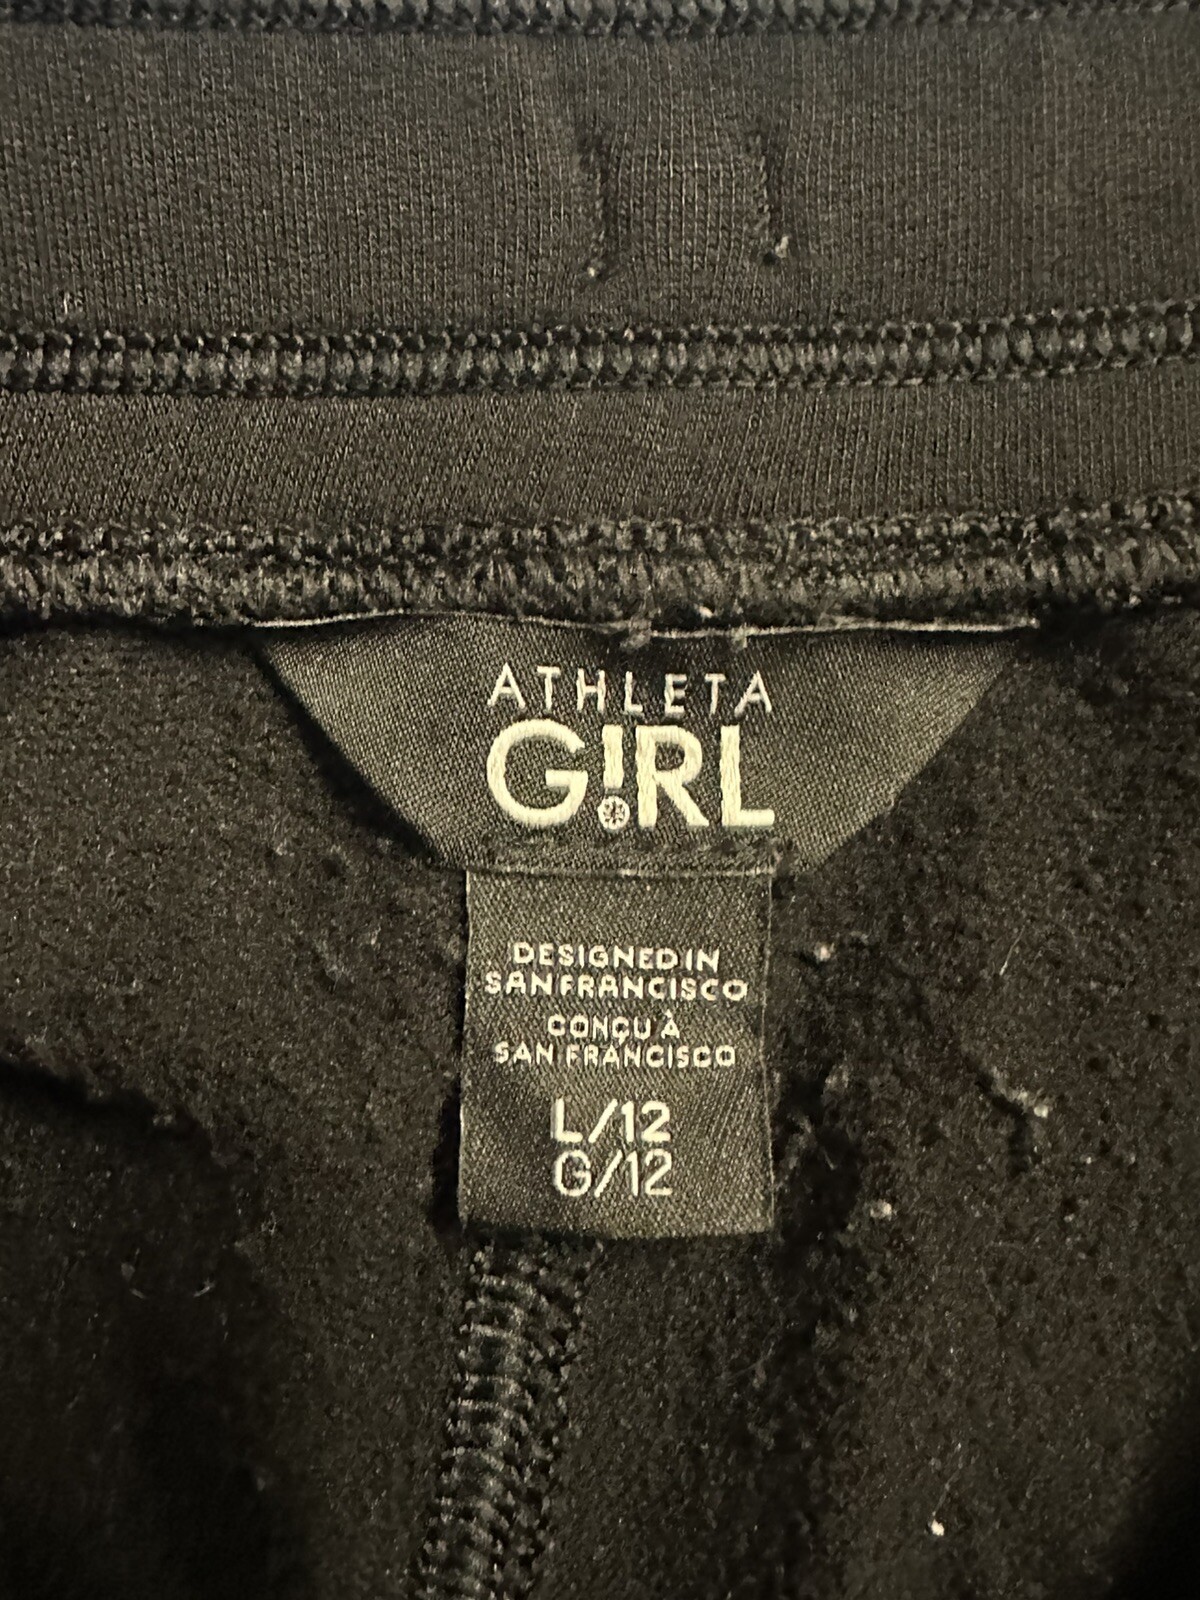 ATHLETA
G!RL
DESIGNED IN
SAN FRANCISCO
CONÇU À
SAN FRANCISCO
L/12
G/12